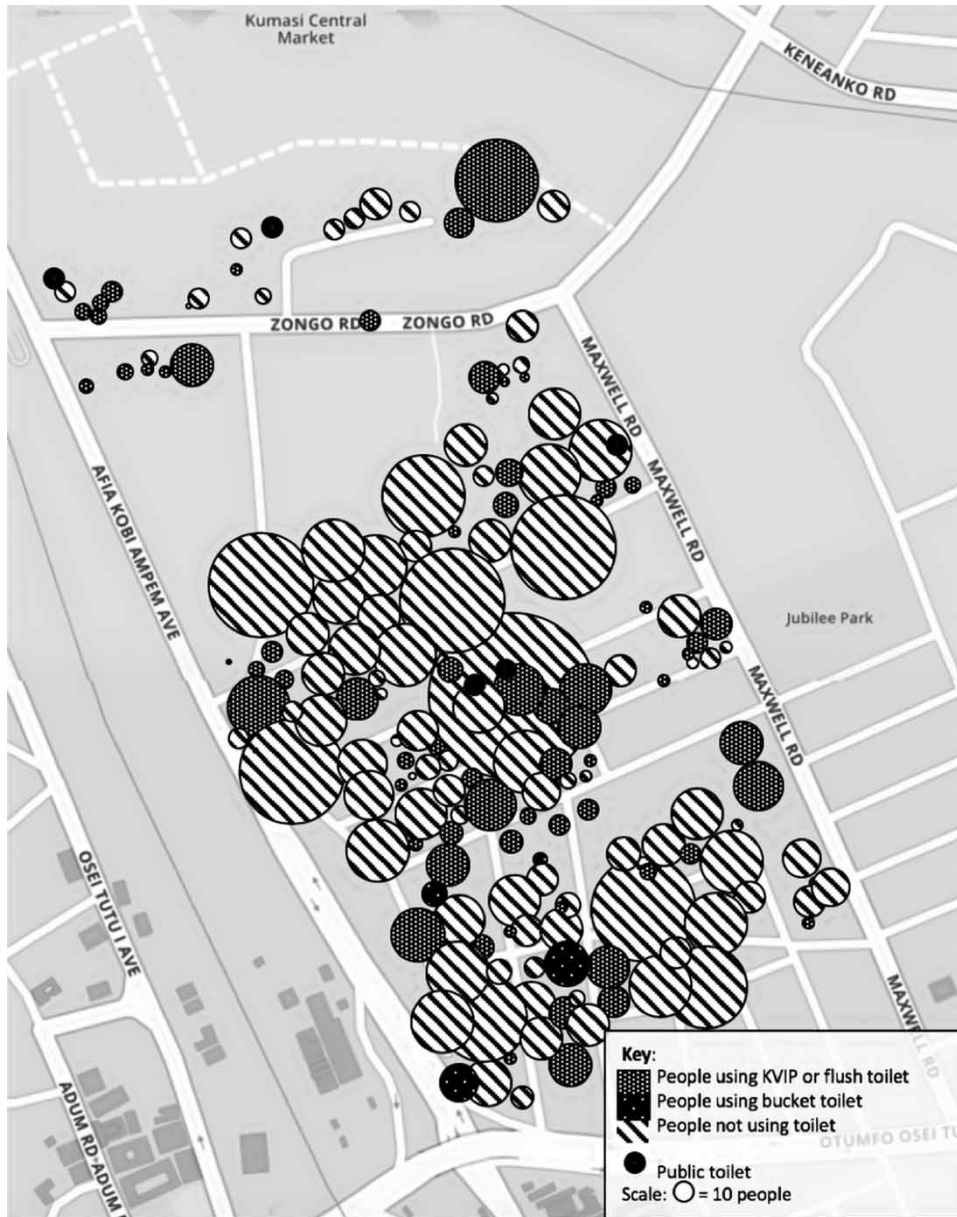 Kumasi Central
Market
KENEANKO RD
ZONGO RD
ZONGO RD
MAXWELL RD
MAXWELL RD
AFIA KOBI AMPEM AVE
Jubilee Park
MAXWELL RD
OSEI TUTU I AVE
MAXWELL RD
ADUM RD
ADUM
Key:
People using KVIP or flush toilet
People using bucket toilet
People not using toilet
OTUMFO OSEI TU
Public toilet
Scale: = 10 people